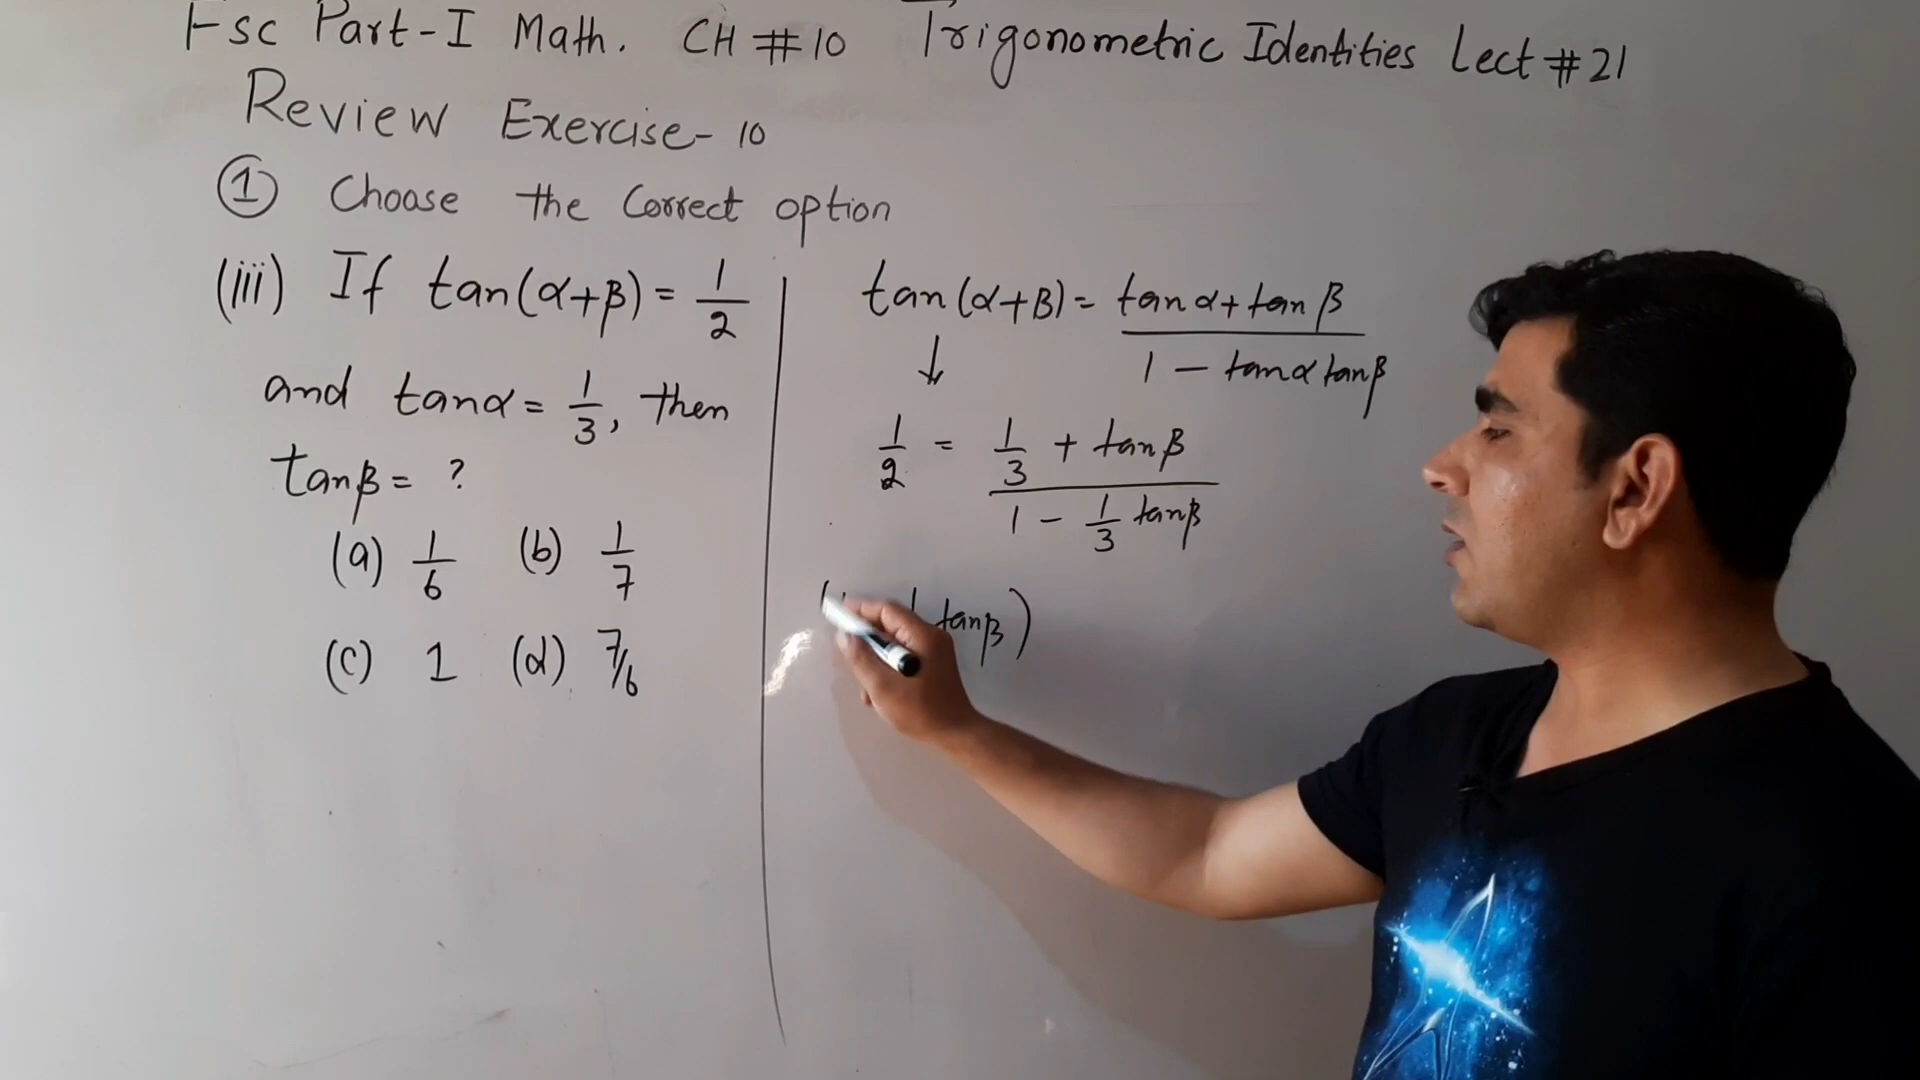 Fsc Part-I Math. CH #10 Trigonometric Identities Lect #21
Review Exercise-10
① Choose the Correct option
(iii) If tan(α+β) = 1/2
and tanα = 1/3, then
tanβ = ?
(a) 1/6 (b) 1/7
(c) 1 (d) 7/6
tan(α+β) = tanα + tanβ / 1 - tanα tanβ
↓
1/2 = 1/3 + tanβ / 1 - 1/3 tanβ
tanβ)